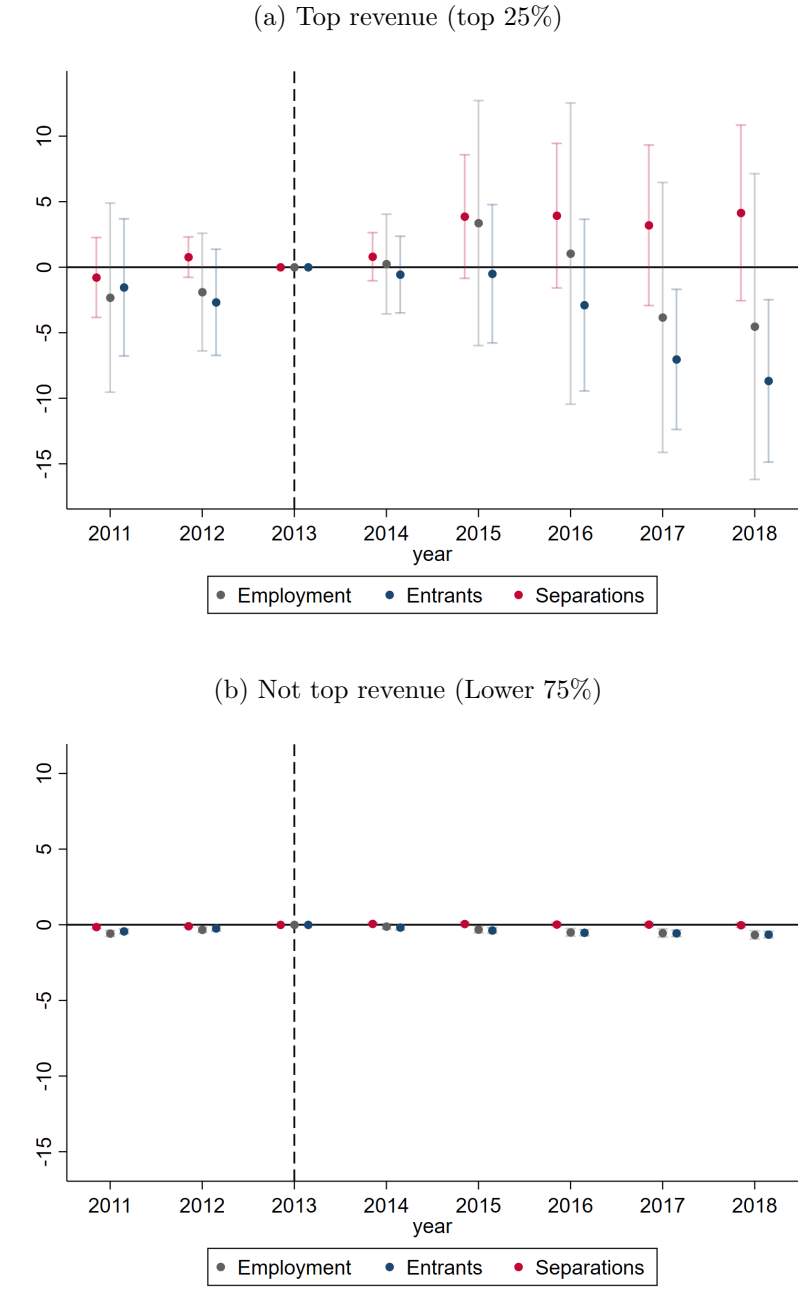 (a) Top revenue (top 25%)
10
5
0
-5
-10
-15
2011 2012 2013 2014 2015 2016 2017 2018
year
Employment Entrants Separations
(b) Not top revenue (Lower 75%)
10
5
0
-5
-10
-15
2011 2012 2013 2014 2015 2016 2017 2018
year
Employment Entrants Separations